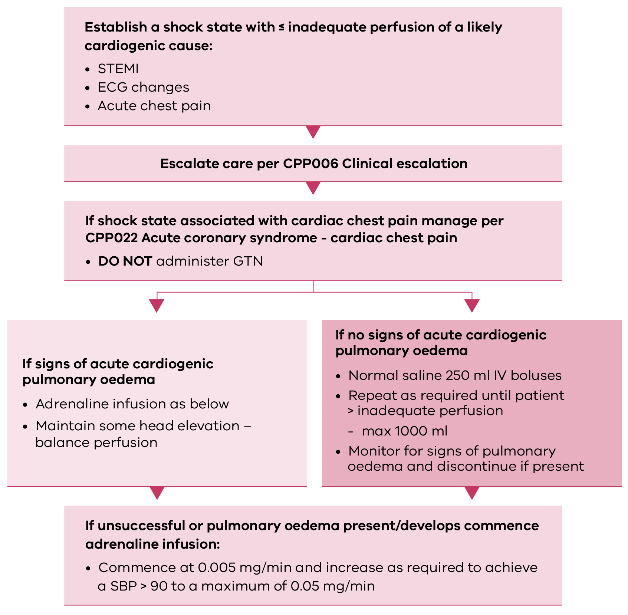 Establish a shock state with ≤ inadequate perfusion of a likely
cardiogenic cause:
• STEMI
• ECG changes
• Acute chest pain
Escalate care per CPP006 Clinical escalation
If shock state associated with cardiac chest pain manage per
CPP022 Acute coronary syndrome - cardiac chest pain
• DO NOT administer GTN
If signs of acute cardiogenic
pulmonary oedema
• Adrenaline infusion as below
• Maintain some head elevation –
balance perfusion
If no signs of acute cardiogenic
pulmonary oedema
• Normal saline 250 ml IV boluses
• Repeat as required until patient
> inadequate perfusion
- max 1000 ml
• Monitor for signs of pulmonary
oedema and discontinue if present
If unsuccessful or pulmonary oedema present/develops commence
adrenaline infusion:
• Commence at 0.005 mg/min and increase as required to achieve
a SBP > 90 to a maximum of 0.05 mg/min